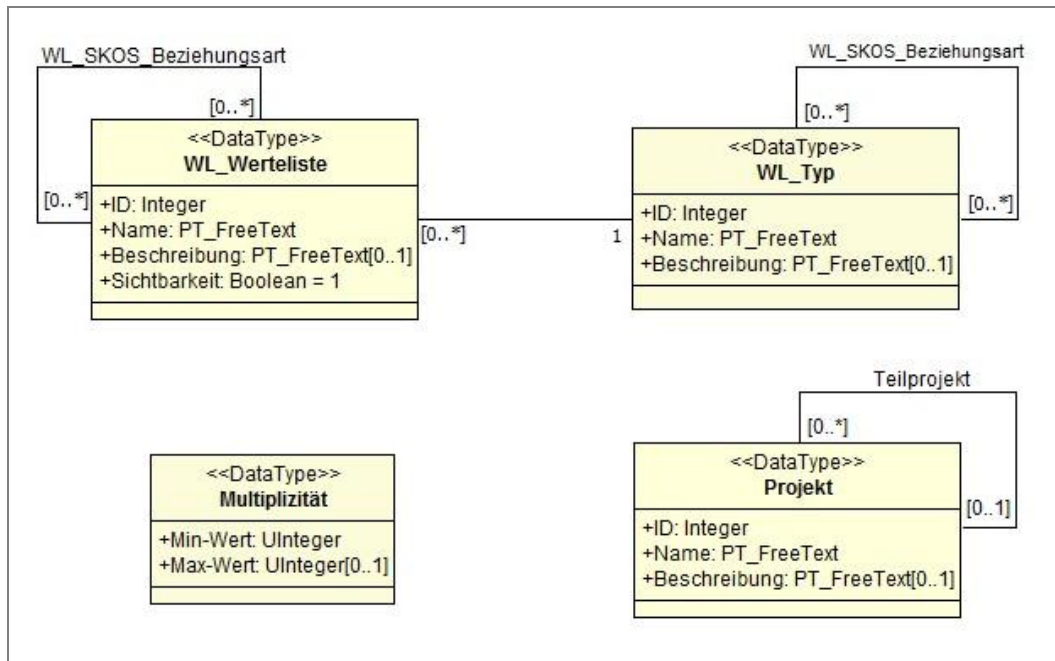 WL_SKOS_Beziehungsart
[0..*]
<<DataType>>
WL_Werteliste
[0..*]
+ID: Integer
+Name: PT_FreeText
+Beschreibung: PT_FreeText[0..1]
+Sichtbarkeit: Boolean = 1
[0..*]
1
WL_SKOS_Beziehungsart
[0..*]
<<DataType>>
WL_Typ
[0..*]
+ID: Integer
+Name: PT_FreeText
+Beschreibung: PT_FreeText[0..1]
<<DataType>>
Multiplizität
+Min-Wert: UInteger
+Max-Wert: UInteger[0..1]
Teilprojekt
[0..*]
<<DataType>>
Projekt
[0..1]
+ID: Integer
+Name: PT_FreeText
+Beschreibung: PT_FreeText[0..1]